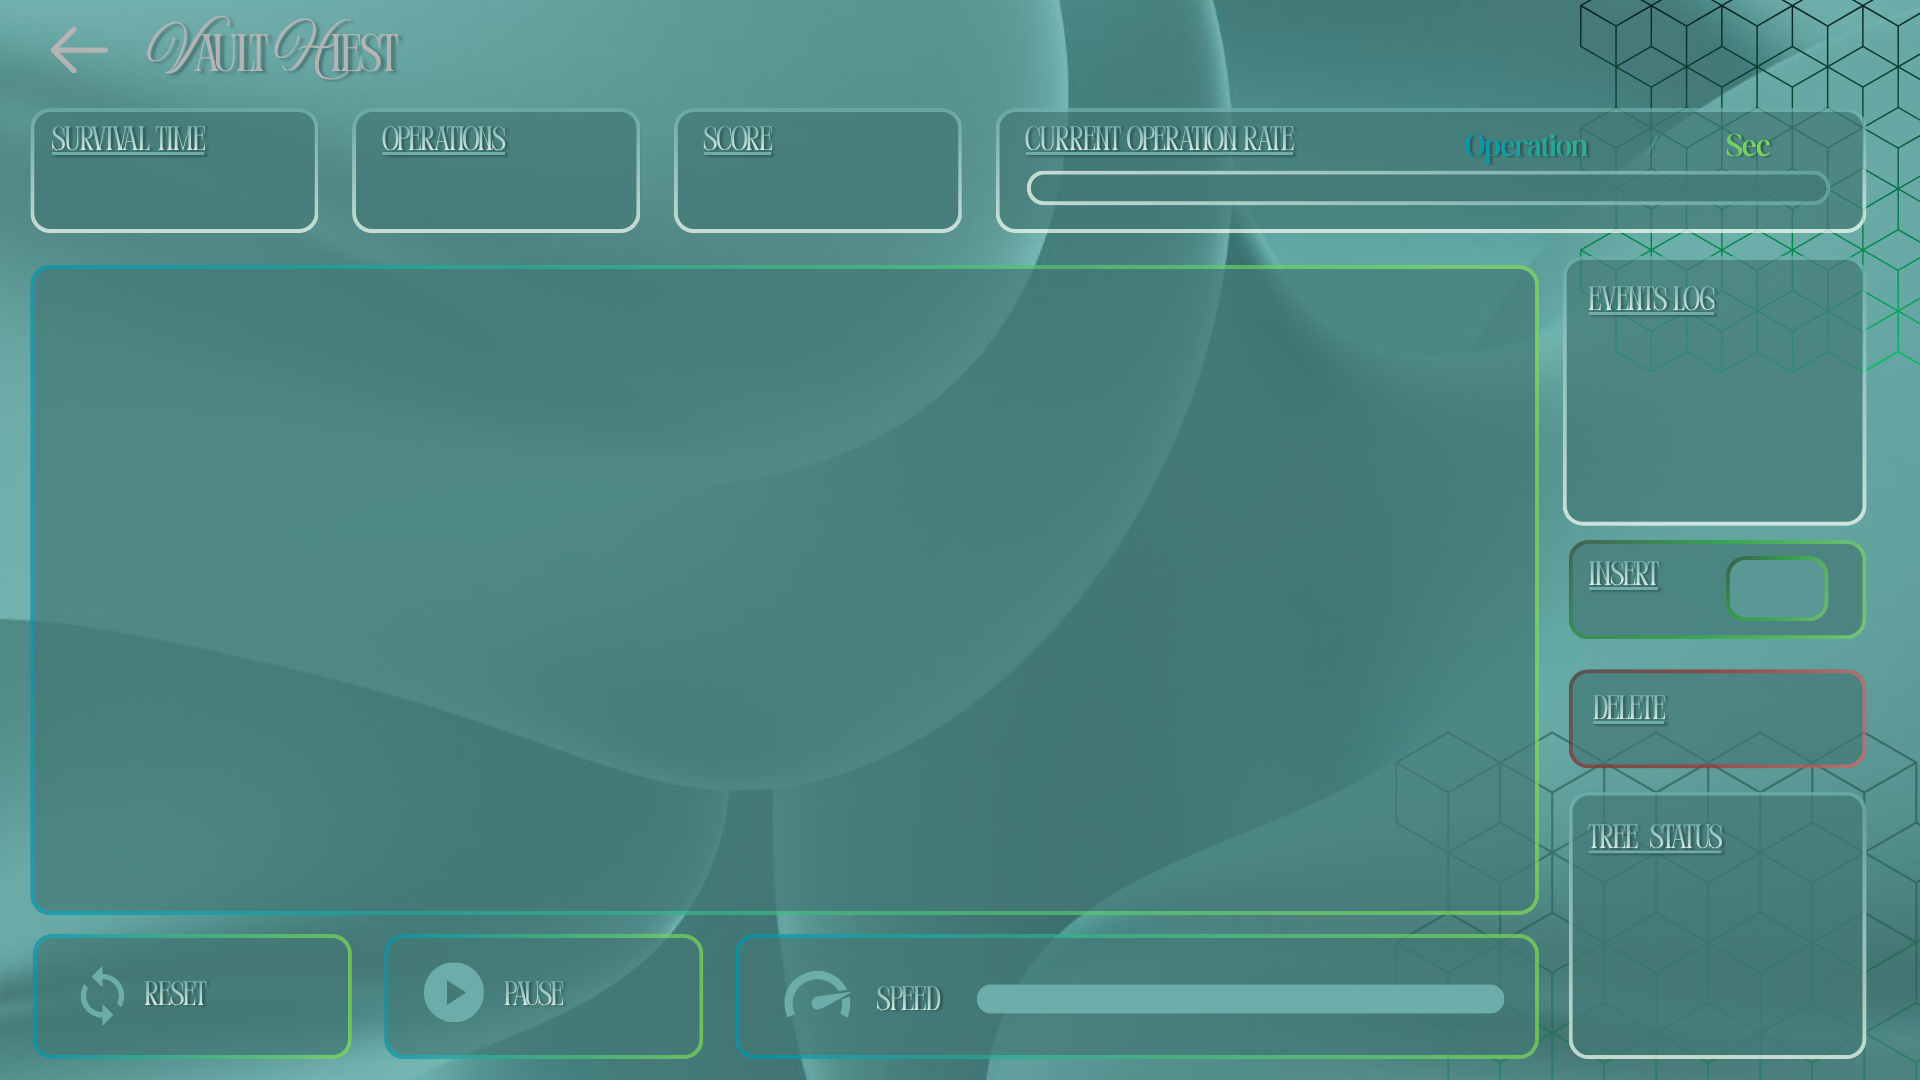 VAULT HIEST
SURVIVAL TIME
OPERATIONS
SCORE
CURRENT OPERATION RATE
Operation / Sec
EVENTS LOG
INSERT
DELETE
TREE STATUS
RESET
PAUSE
SPEED